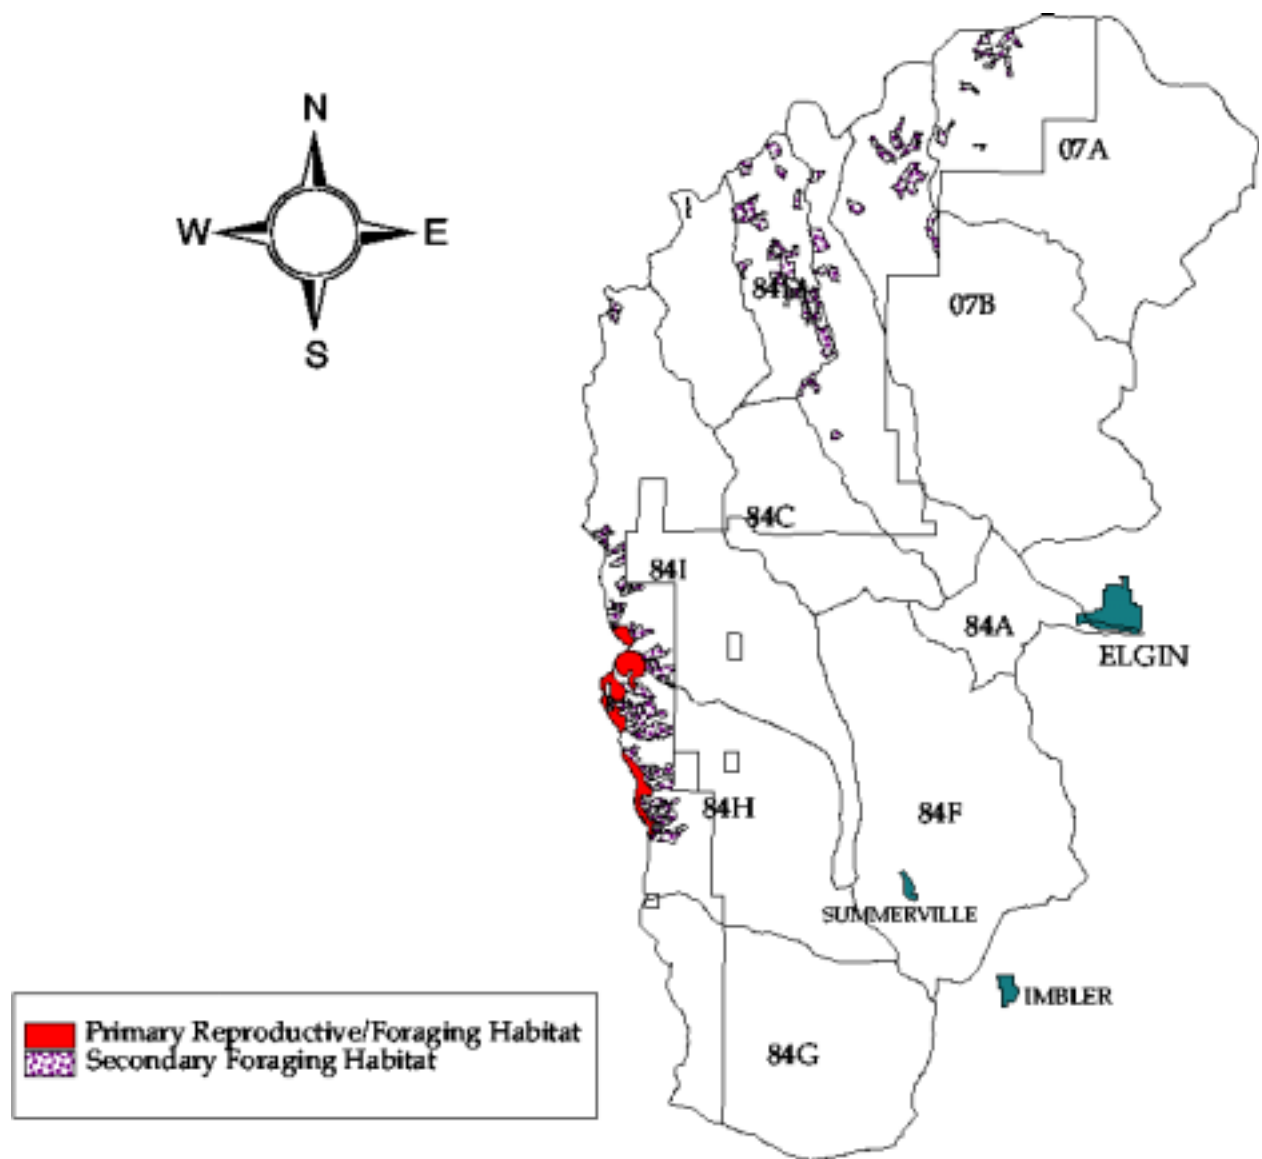 N
W
E
S
07A
07B
84C
84I
84A
ELGIN
84H
84F
SUMMERVILLE
IMBLER
84G
Primary Reproductive/Foraging Habitat
Secondary Foraging Habitat